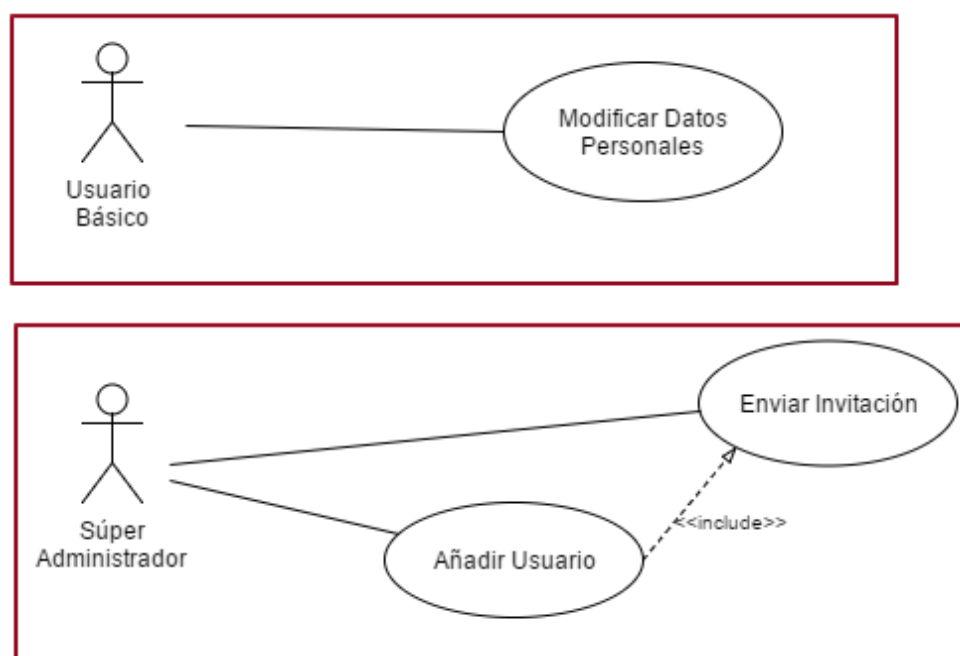 Modificar Datos
Personales
Usuario
Básico
Enviar Invitación
<<include>>
Súper
Administrador
Añadir Usuario